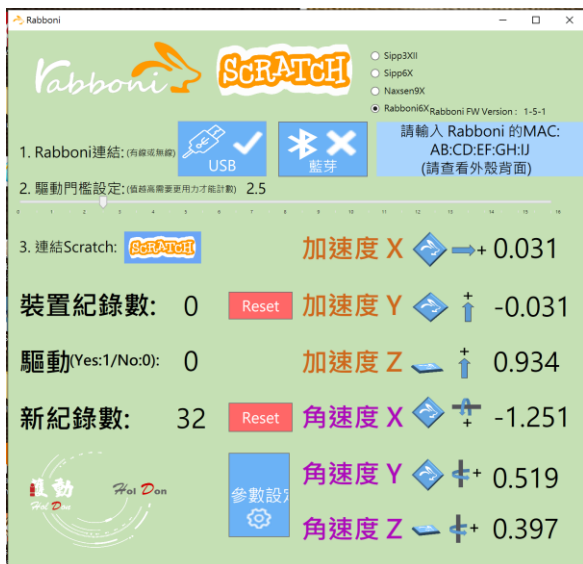 Rabboni
rabboni
SCRATCH
Sipp3XII
Sipp6X
Naxsen9X
Rabboni6X
Rabboni FW Version : 1-5-1
1. Rabboni連結: (有線或無線)
USB
藍芽
請輸入 Rabboni 的MAC:
AB:CD:EF:GH:IJ
(請查看外殼背面)
2. 驅動門檻設定: (值越高需要更用力才能計數) 2.5
0 1 2 3 4 5 6 7 8 9 10 11 12 13 14 15 16
3. 連結Scratch: SCRATCH
加速度 X + 0.031
裝置紀錄數: 0 Reset
加速度 Y + -0.031
驅動(Yes:1/No:0): 0
加速度 Z + 0.934
新紀錄數: 32 Reset
角速度 X + -1.251
Hol Don
Hol Don
參數設定
角速度 Y + 0.519
角速度 Z + 0.397